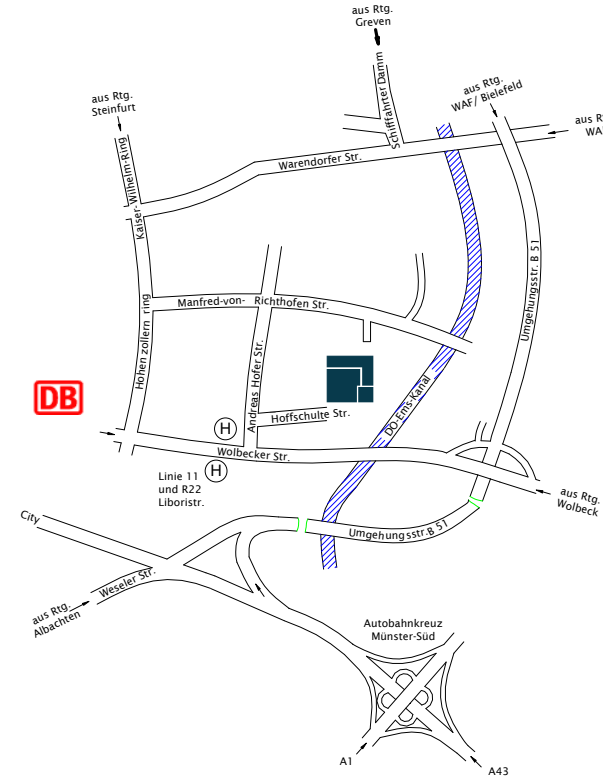 aus Rtg.
Greven
aus Rtg.
WAF/ Bielefeld
aus Rtg.
Steinfurt
aus R
WA
Schiffahrter Damm
Kaiser-Wilhelm-Ring
Warendorfer Str.
Umgehungsstr. B 51
Manfred-von- Richthofen Str.
Hohenzollern ring
Andreas Hofer Str.
DB
Hoffschulte Str.
DO-Ems-Kanal
H
Wolbecker Str.
H
Linie 11
und R22
Liboristr.
aus Rtg.
Wolbeck
City
Umgehungsstr.B 51
Weseler Str.
aus Rtg.
Albachten
Autobahnkreuz
Münster-Süd
A1
A43